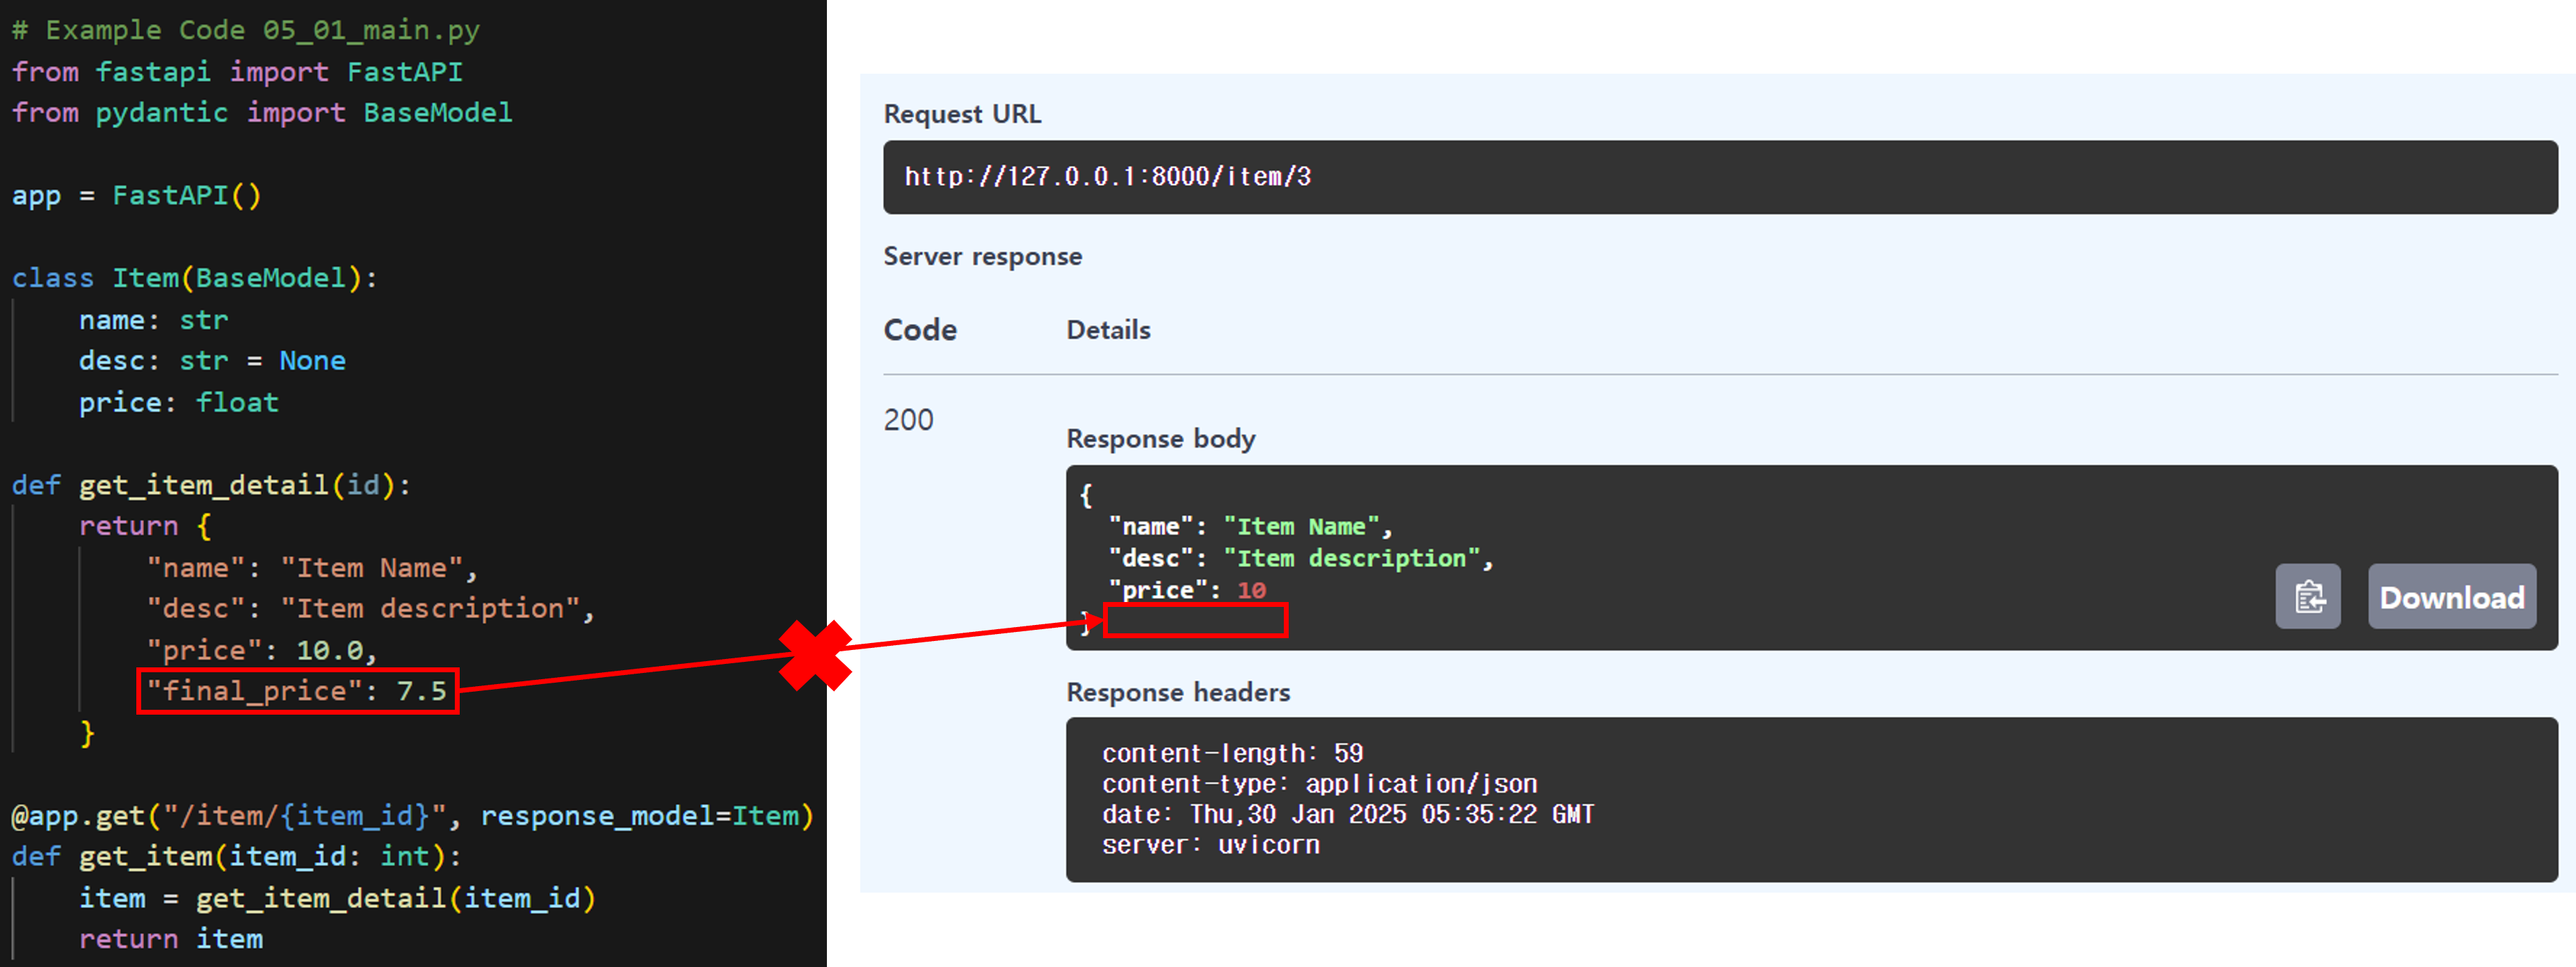 # Example Code 05_01_main.py
from fastapi import FastAPI
from pydantic import BaseModel
app = FastAPI()
class Item(BaseModel):
name: str
desc: str = None
price: float
def get_item_detail(id):
return {
"name": "Item Name",
"desc": "Item description",
"price": 10.0,
"final_price": 7.5
}
@app.get("/item/{item_id}", response_model=Item)
def get_item(item_id: int):
item = get_item_detail(item_id)
return item
Request URL
http://127.0.0.1:8000/item/3
Server response
Code Details
200
Response body
{
"name": "Item Name",
"desc": "Item description",
"price": 10
}
Download
Response headers
content-length: 59
content-type: application/json
date: Thu,30 Jan 2025 05:35:22 GMT
server: uvicorn